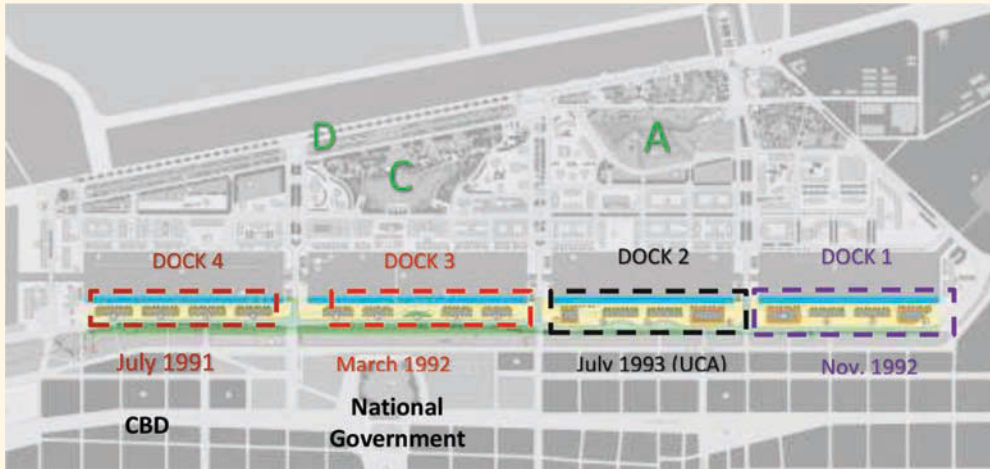 D
A
C
DOCK 4
DOCK 3
DOCK 2
DOCK 1
July 1991
March 1992
July 1993 (UCA)
Nov. 1992
CBD
National
Government